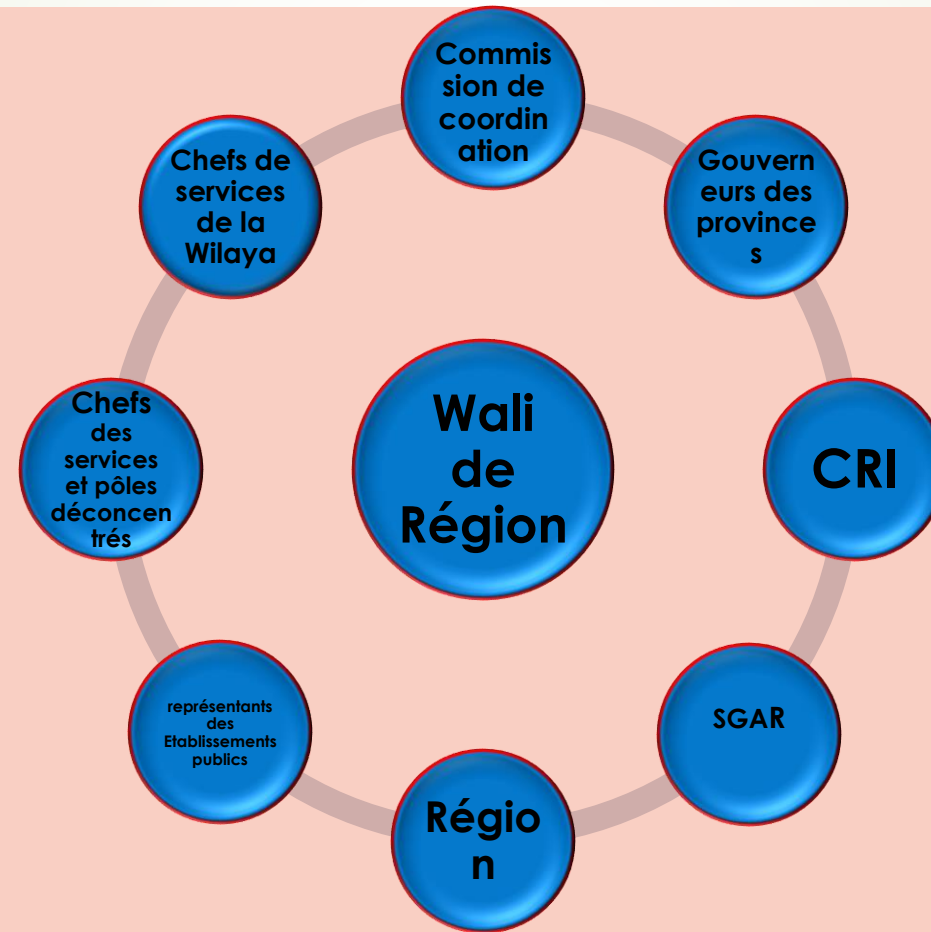 Commis
sion de
coordin
ation
Gouvern
eurs des
province
s
CRI
SGAR
Régio
n
représentants
des
Etablissements
publics
Chefs
des
services
et pôles
déconcen
trés
Chefs de
services
de la
Wilaya
Wali
de
Région